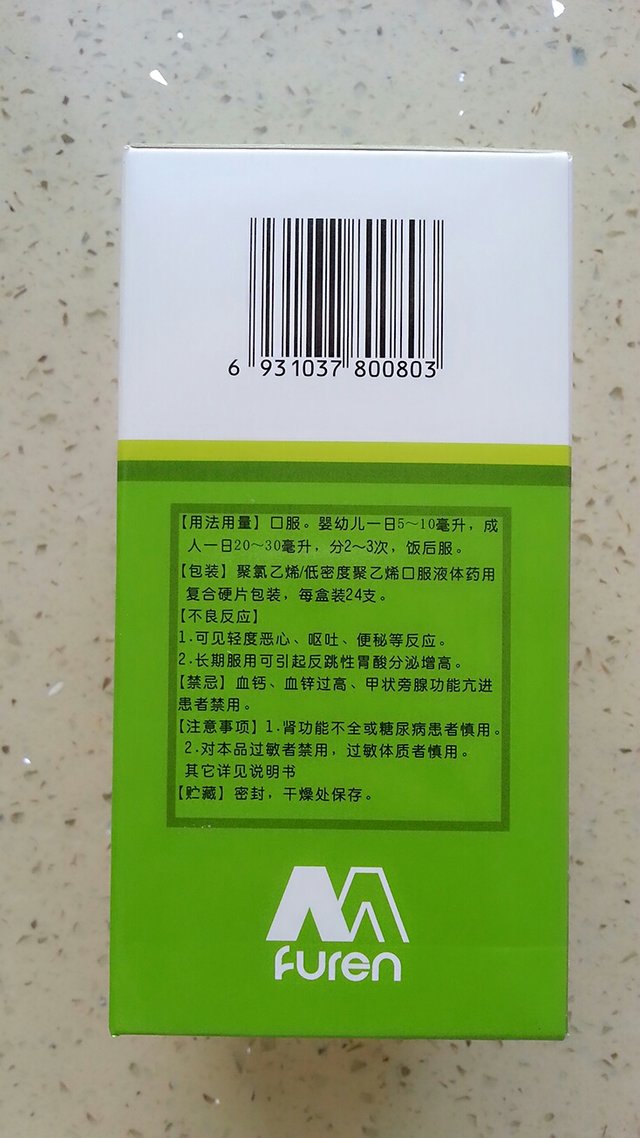 6 931037 800803
【用法用量】口服。婴幼儿一日5～10毫升，成
人一日20～30毫升，分2～3次，饭后服。
【包装】聚氯乙烯/低密度聚乙烯口服液体药用
复合硬片包装，每盒装24支。
【不良反应】
1.可见轻度恶心、呕吐、便秘等反应。
2.长期服用可引起反跳性胃酸分泌增高。
【禁忌】血钙、血锌过高、甲状旁腺功能亢进
患者禁用。
【注意事项】1.肾功能不全或糖尿病患者慎用。
2.对本品过敏者禁用，过敏体质者慎用。
其它详见说明书
【贮藏】密封，干燥处保存。
furen